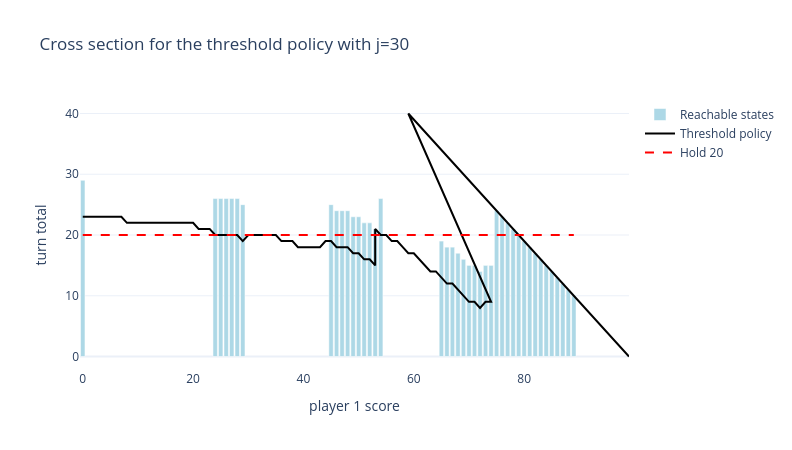 Cross section for the threshold policy with j=30
40
30
20
10
0
turn total
0
20
40
60
80
player 1 score
Reachable states
Threshold policy
Hold 20